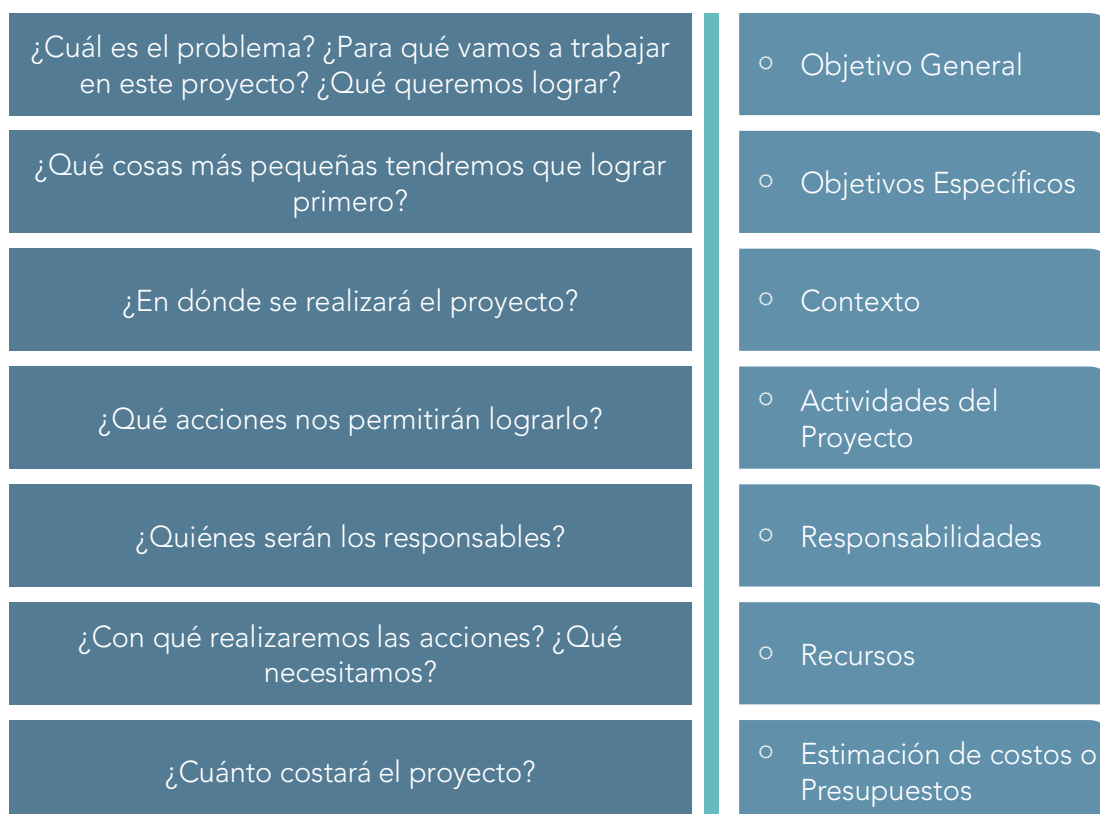 ¿Cuál es el problema? ¿Para qué vamos a trabajar
en este proyecto? ¿Qué queremos lograr?
Objetivo General
¿Qué cosas más pequeñas tendremos que lograr
primero?
Objetivos Específicos
¿En dónde se realizará el proyecto?
Contexto
¿Qué acciones nos permitirán lograrlo?
Actividades del
Proyecto
¿Quiénes serán los responsables?
Responsabilidades
¿Con qué realizaremos las acciones? ¿Qué
necesitamos?
Recursos
¿Cuánto costará el proyecto?
Estimación de costos o
Presupuestos